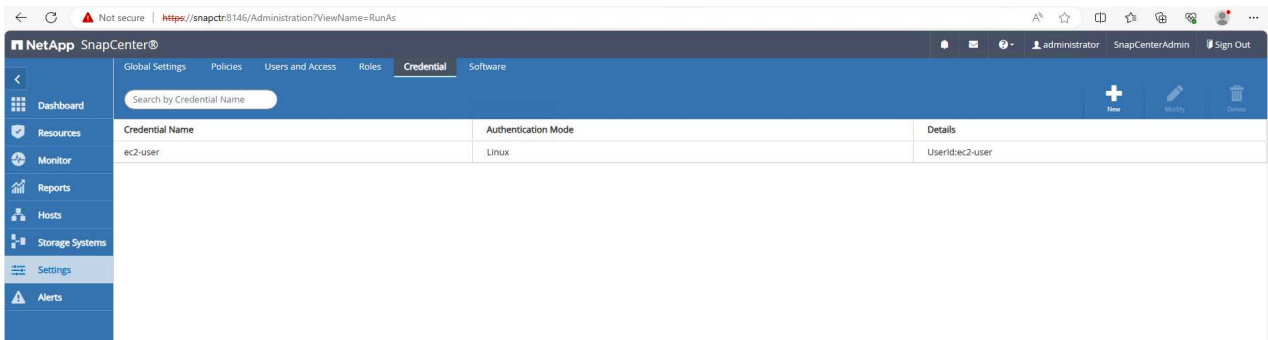 Not secure | https://snapctr:8146/Administration?ViewName=RunAs
NetApp SnapCenter®
administrator SnapCenterAdmin Sign Out
Global Settings Policies Users and Access Roles Credential Software
Search by Credential Name
New Modify Delete
Dashboard
Resources
Monitor
Reports
Hosts
Storage Systems
Settings
Alerts
Credential Name Authentication Mode Details
ec2-user Linux UserId:ec2-user